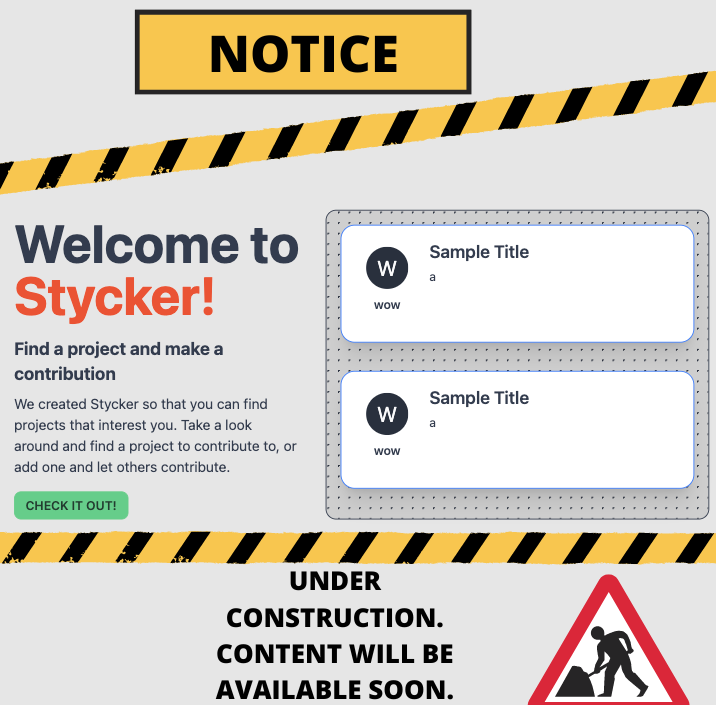 NOTICE
Welcome to
Stycker!
Find a project and make a
contribution
We created Stycker so that you can find
projects that interest you. Take a look
around and find a project to contribute to, or
add one and let others contribute.
CHECK IT OUT!
W
Sample Title
a
wow
W
Sample Title
a
wow
UNDER
CONSTRUCTION.
CONTENT WILL BE
AVAILABLE SOON.